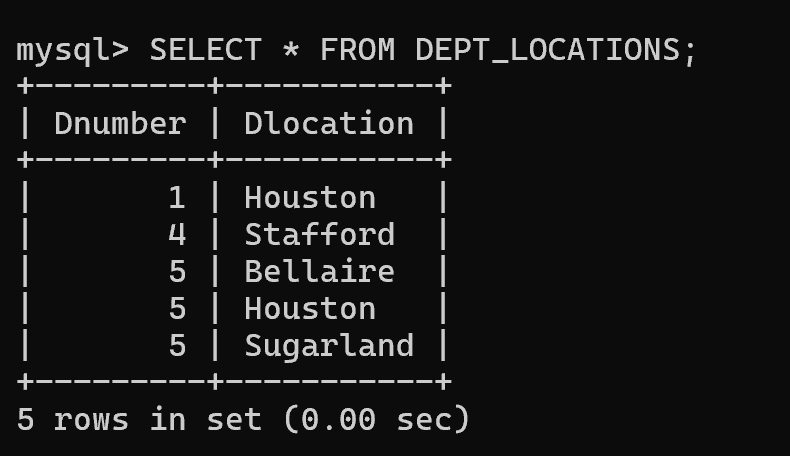 mysql> SELECT * FROM DEPT_LOCATIONS;
+---------+-----------+
| Dnumber | Dlocation |
+---------+-----------+
|       1 | Houston   |
|       4 | Stafford  |
|       5 | Bellaire  |
|       5 | Houston   |
|       5 | Sugarland |
+---------+-----------+
5 rows in set (0.00 sec)